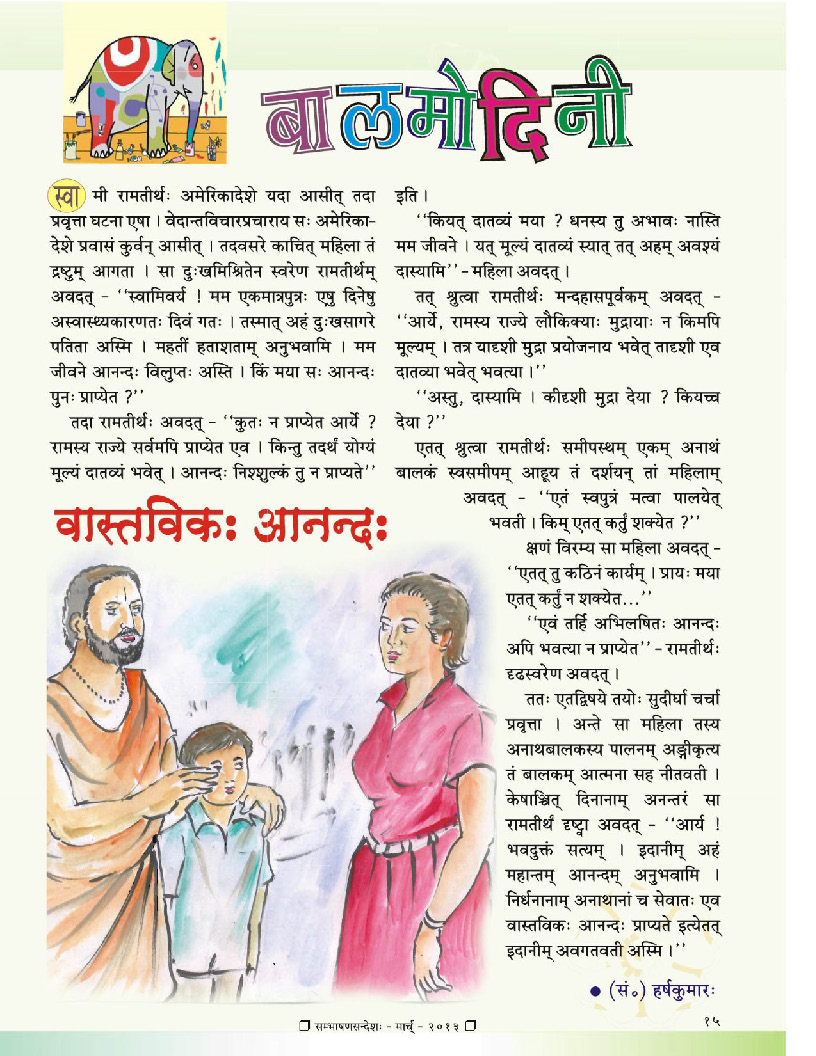 बालमोदिनी
स्वामी रामतीर्थः अमेरिकादेशे यदा आसीत् तदा
प्रवृत्ता घटना एषा । वेदान्तविचारप्रचाराय सः अमेरिका-
देशे प्रवासं कुर्वन् आसीत् । तदवसरे काचित् महिला तं
द्रष्टुम् आगता । सा दुःखमिश्रितेन स्वरेण रामतीर्थम्
अवदत् - ‘‘स्वामिवर्य ! मम एकमात्रपुत्रः एषु दिनेषु
अस्वास्थ्यकारणतः दिवं गतः । तस्मात् अहं दुःखसागरे
पतिता अस्मि । महतीं हताशताम् अनुभवामि । मम
जीवने आनन्दः विलुप्तः अस्ति । किं मया सः आनन्दः
पुनः प्राप्येत ?’’
तदा रामतीर्थः अवदत् - ‘‘कुतः न प्राप्येत आर्ये ?
रामस्य राज्ये सर्वमपि प्राप्येत एव । किन्तु तदर्थं योग्यं
मूल्यं दातव्यं भवेत् । आनन्दः निश्शुल्कं तु न प्राप्यते’’
इति ।
‘‘कियत् दातव्यं मया ? धनस्य तु अभावः नास्ति
मम जीवने । यत् मूल्यं दातव्यं स्यात् तत् अहम् अवश्यं
दास्यामि’’ - महिला अवदत् ।
तत् श्रुत्वा रामतीर्थः मन्दहासपूर्वकम् अवदत् -
‘‘आर्ये, रामस्य राज्ये लौकिक्याः मुद्रायाः न किमपि
मूल्यम् । तत्र यादृशी मुद्रा प्रयोजनाय भवेत् तादृशी एव
दातव्या भवेत् भवत्या ।’’
‘‘अस्तु, दास्यामि । कीदृशी मुद्रा देया ? कियच्च
देया ?’’
एतत् श्रुत्वा रामतीर्थः समीपस्थम् एकम् अनाथं
बालकं स्वसमीपम् आहूय तं दर्शयन् तां महिलाम्
अवदत् - ‘‘एतं स्वपुत्रं मत्वा पालयेत्
भवती । किम् एतत् कर्तुं शक्येत ?’’
क्षणं विरम्य सा महिला अवदत् -
‘‘एतत् तु कठिनं कार्यम् । प्रायः मया
एतत् कर्तुं न शक्येत...’’
‘‘एवं तर्हि अभिलषितः आनन्दः
अपि भवत्या न प्राप्येत’’ - रामतीर्थः
दृढस्वरेण अवदत् ।
ततः एतद्विषये तयोः सुदीर्घा चर्चा
प्रवृत्ता । अन्ते सा महिला तस्य
अनाथबालकस्य पालनम् अङ्गीकृत्य
तं बालकम् आत्मना सह नीतवती ।
केषाञ्चित् दिनानाम् अनन्तरं सा
रामतीर्थं दृष्ट्वा अवदत् - ‘‘आर्य !
भवदुक्तं सत्यम् । इदानीम् अहं
महान्तम् आनन्दम् अनुभवामि ।
निर्धनानाम् अनाथानां च सेवातः एव
वास्तविकः आनन्दः प्राप्यते इत्येतत्
इदानीम् अवगतवती अस्मि ।’’
● (सं॰) हर्षकुमारः
वास्तविकः आनन्दः
❐ सम्भाषणसन्देशः - मार्च् - २०१५ ❐
१५